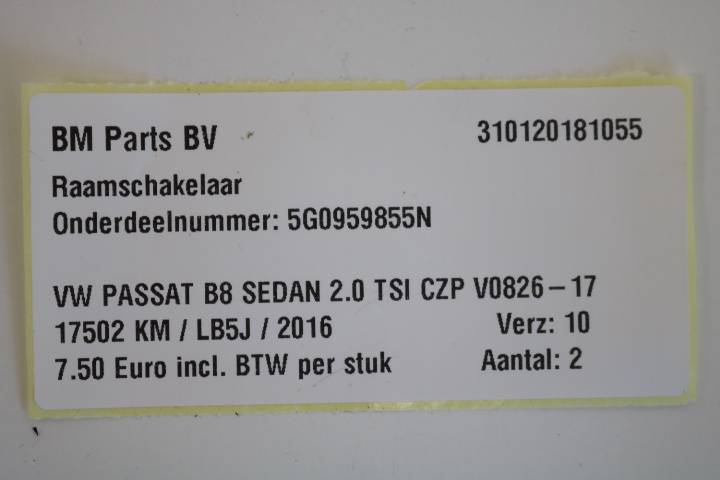 BM Parts BV 310120181055
Raamschakelaar
Onderdeelnummer: 5G0959855N
VW PASSAT B8 SEDAN 2.0 TSI CZP V0826-17
17502 KM / LB5J / 2016 Verz: 10
7.50 Euro incl. BTW per stuk Aantal: 2